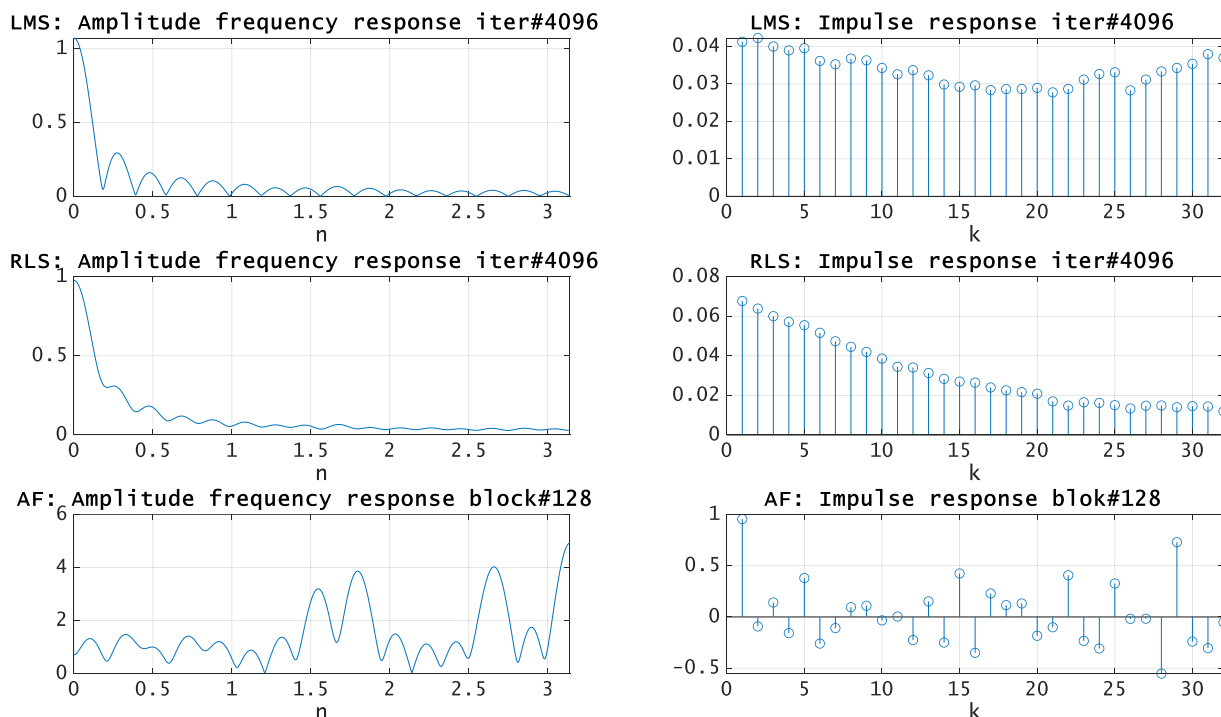 LMS: Amplitude frequency response iter#4096
1
0.5
0
0 0.5 1 1.5 2 2.5 3
n
LMS: Impulse response iter#4096
0.04
0.03
0.02
0.01
0
0 5 10 15 20 25 30
k
RLS: Amplitude frequency response iter#4096
1
0.5
0
0 0.5 1 1.5 2 2.5 3
n
RLS: Impulse response iter#4096
0.08
0.06
0.04
0.02
0
0 5 10 15 20 25 30
k
AF: Amplitude frequency response block#128
6
4
2
0
0 0.5 1 1.5 2 2.5 3
n
AF: Impulse response blok#128
1
0.5
0
-0.5
0 5 10 15 20 25 30
k